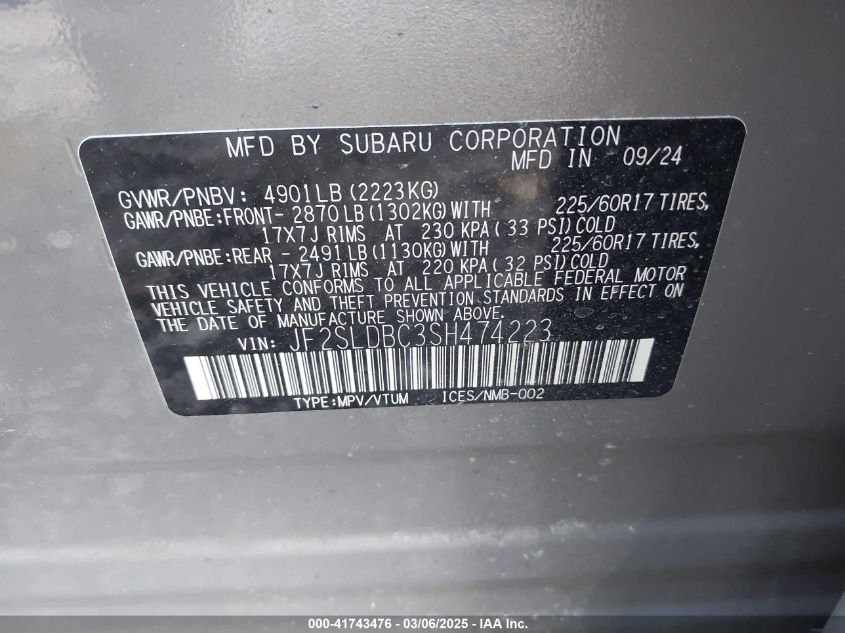 MFD BY SUBARU CORPORATION
MFD IN 09/24
GVWR/PNBV: 4901LB(2223KG)
GAWR/PNBE:FRONT- 2870LB(1302KG)WITH 225/60R17 TIRES,
17X7J RIMS AT 230 KPA(33 PSI)COLD
GAWR/PNBE:REAR - 2491LB(1130KG)WITH 225/60R17 TIRES,
17X7J RIMS AT 220 KPA(32 PSI)COLD
THIS VEHICLE CONFORMS TO ALL APPLICABLE FEDERAL MOTOR
VEHICLE SAFETY AND THEFT PREVENTION STANDARDS IN EFFECT ON
THE DATE OF MANUFACTURE SHOWN ABOVE.
VIN: JF2SLDBC3SH474223
TYPE:MPV/VTUM ICES/NMB-002
000-41743476 - 03/06/2025 - IAA Inc.